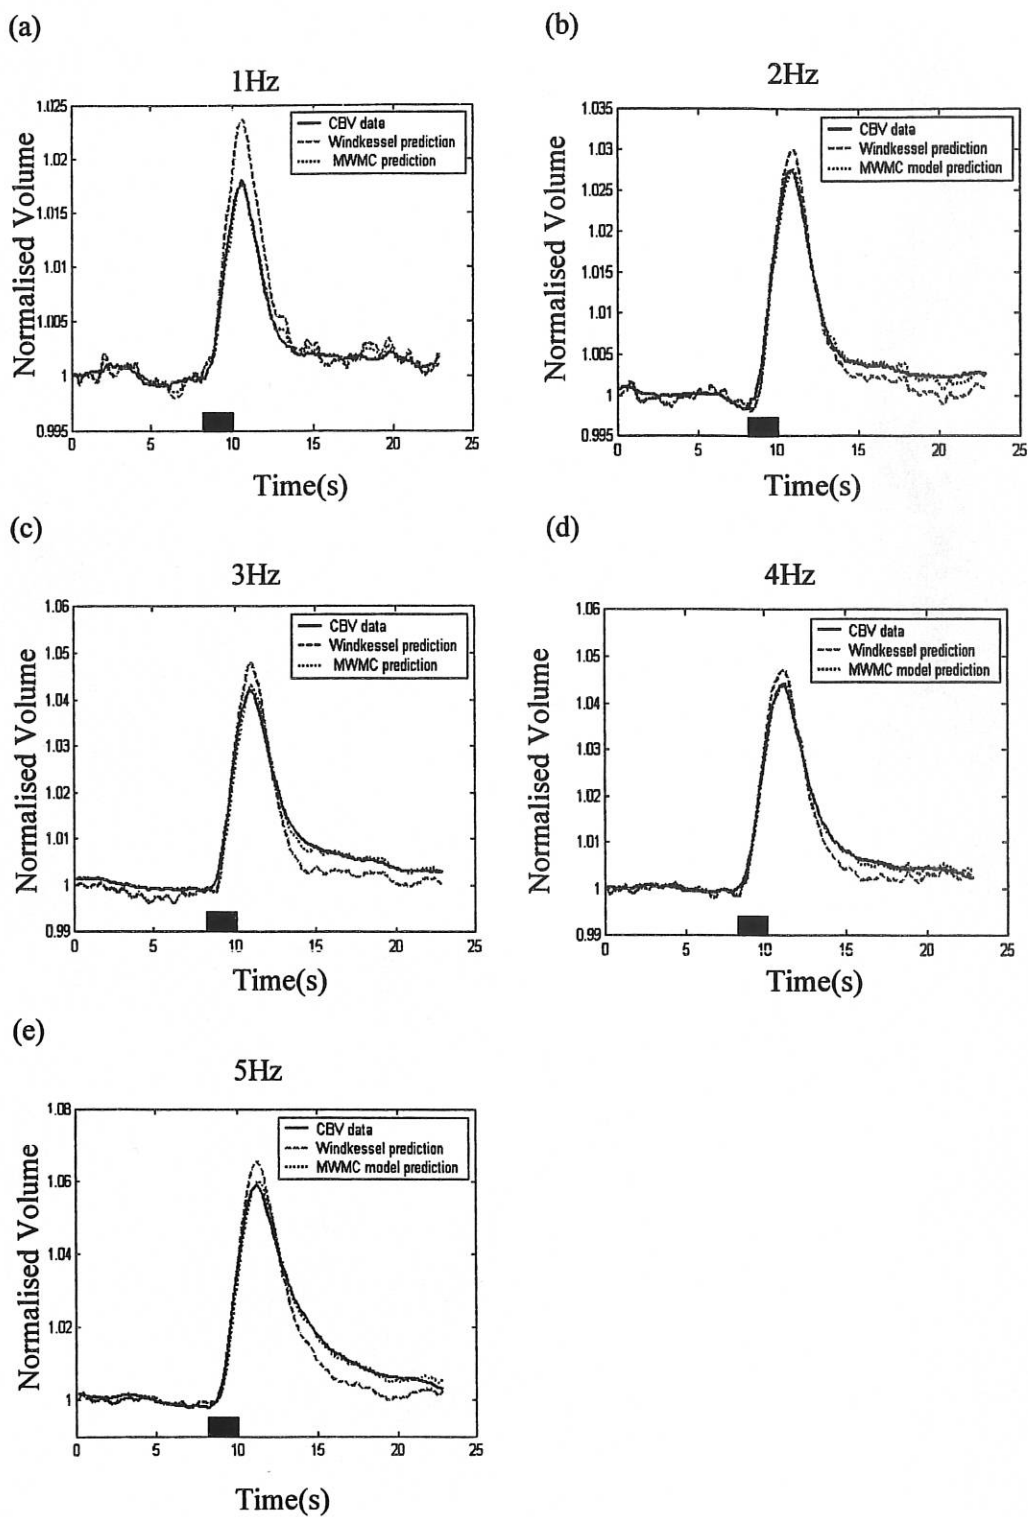 (a)
1Hz
1.025
1.02
1.015
1.01
1.005
1
0.995
0
5
10
15
20
25
Normalised Volume
Time(s)
CBV data
Windkessel prediction
MWMC prediction
(b)
2Hz
1.035
1.03
1.025
1.02
1.015
1.01
1.005
1
0.995
0
5
10
15
20
25
Normalised Volume
Time(s)
CBV data
Windkessel prediction
MWMC model prediction
(c)
3Hz
1.06
1.05
1.04
1.03
1.02
1.01
1
0.99
0
5
10
15
20
25
Normalised Volume
Time(s)
CBV data
Windkessel prediction
MWMC prediction
(d)
4Hz
1.06
1.05
1.04
1.03
1.02
1.01
1
0.99
0
5
10
15
20
25
Normalised Volume
Time(s)
CBV data
Windkessel prediction
MWMC model prediction
(e)
5Hz
1.08
1.06
1.04
1.02
1
0
5
10
15
20
25
Normalised Volume
Time(s)
CBV data
Windkessel prediction
MWMC model prediction